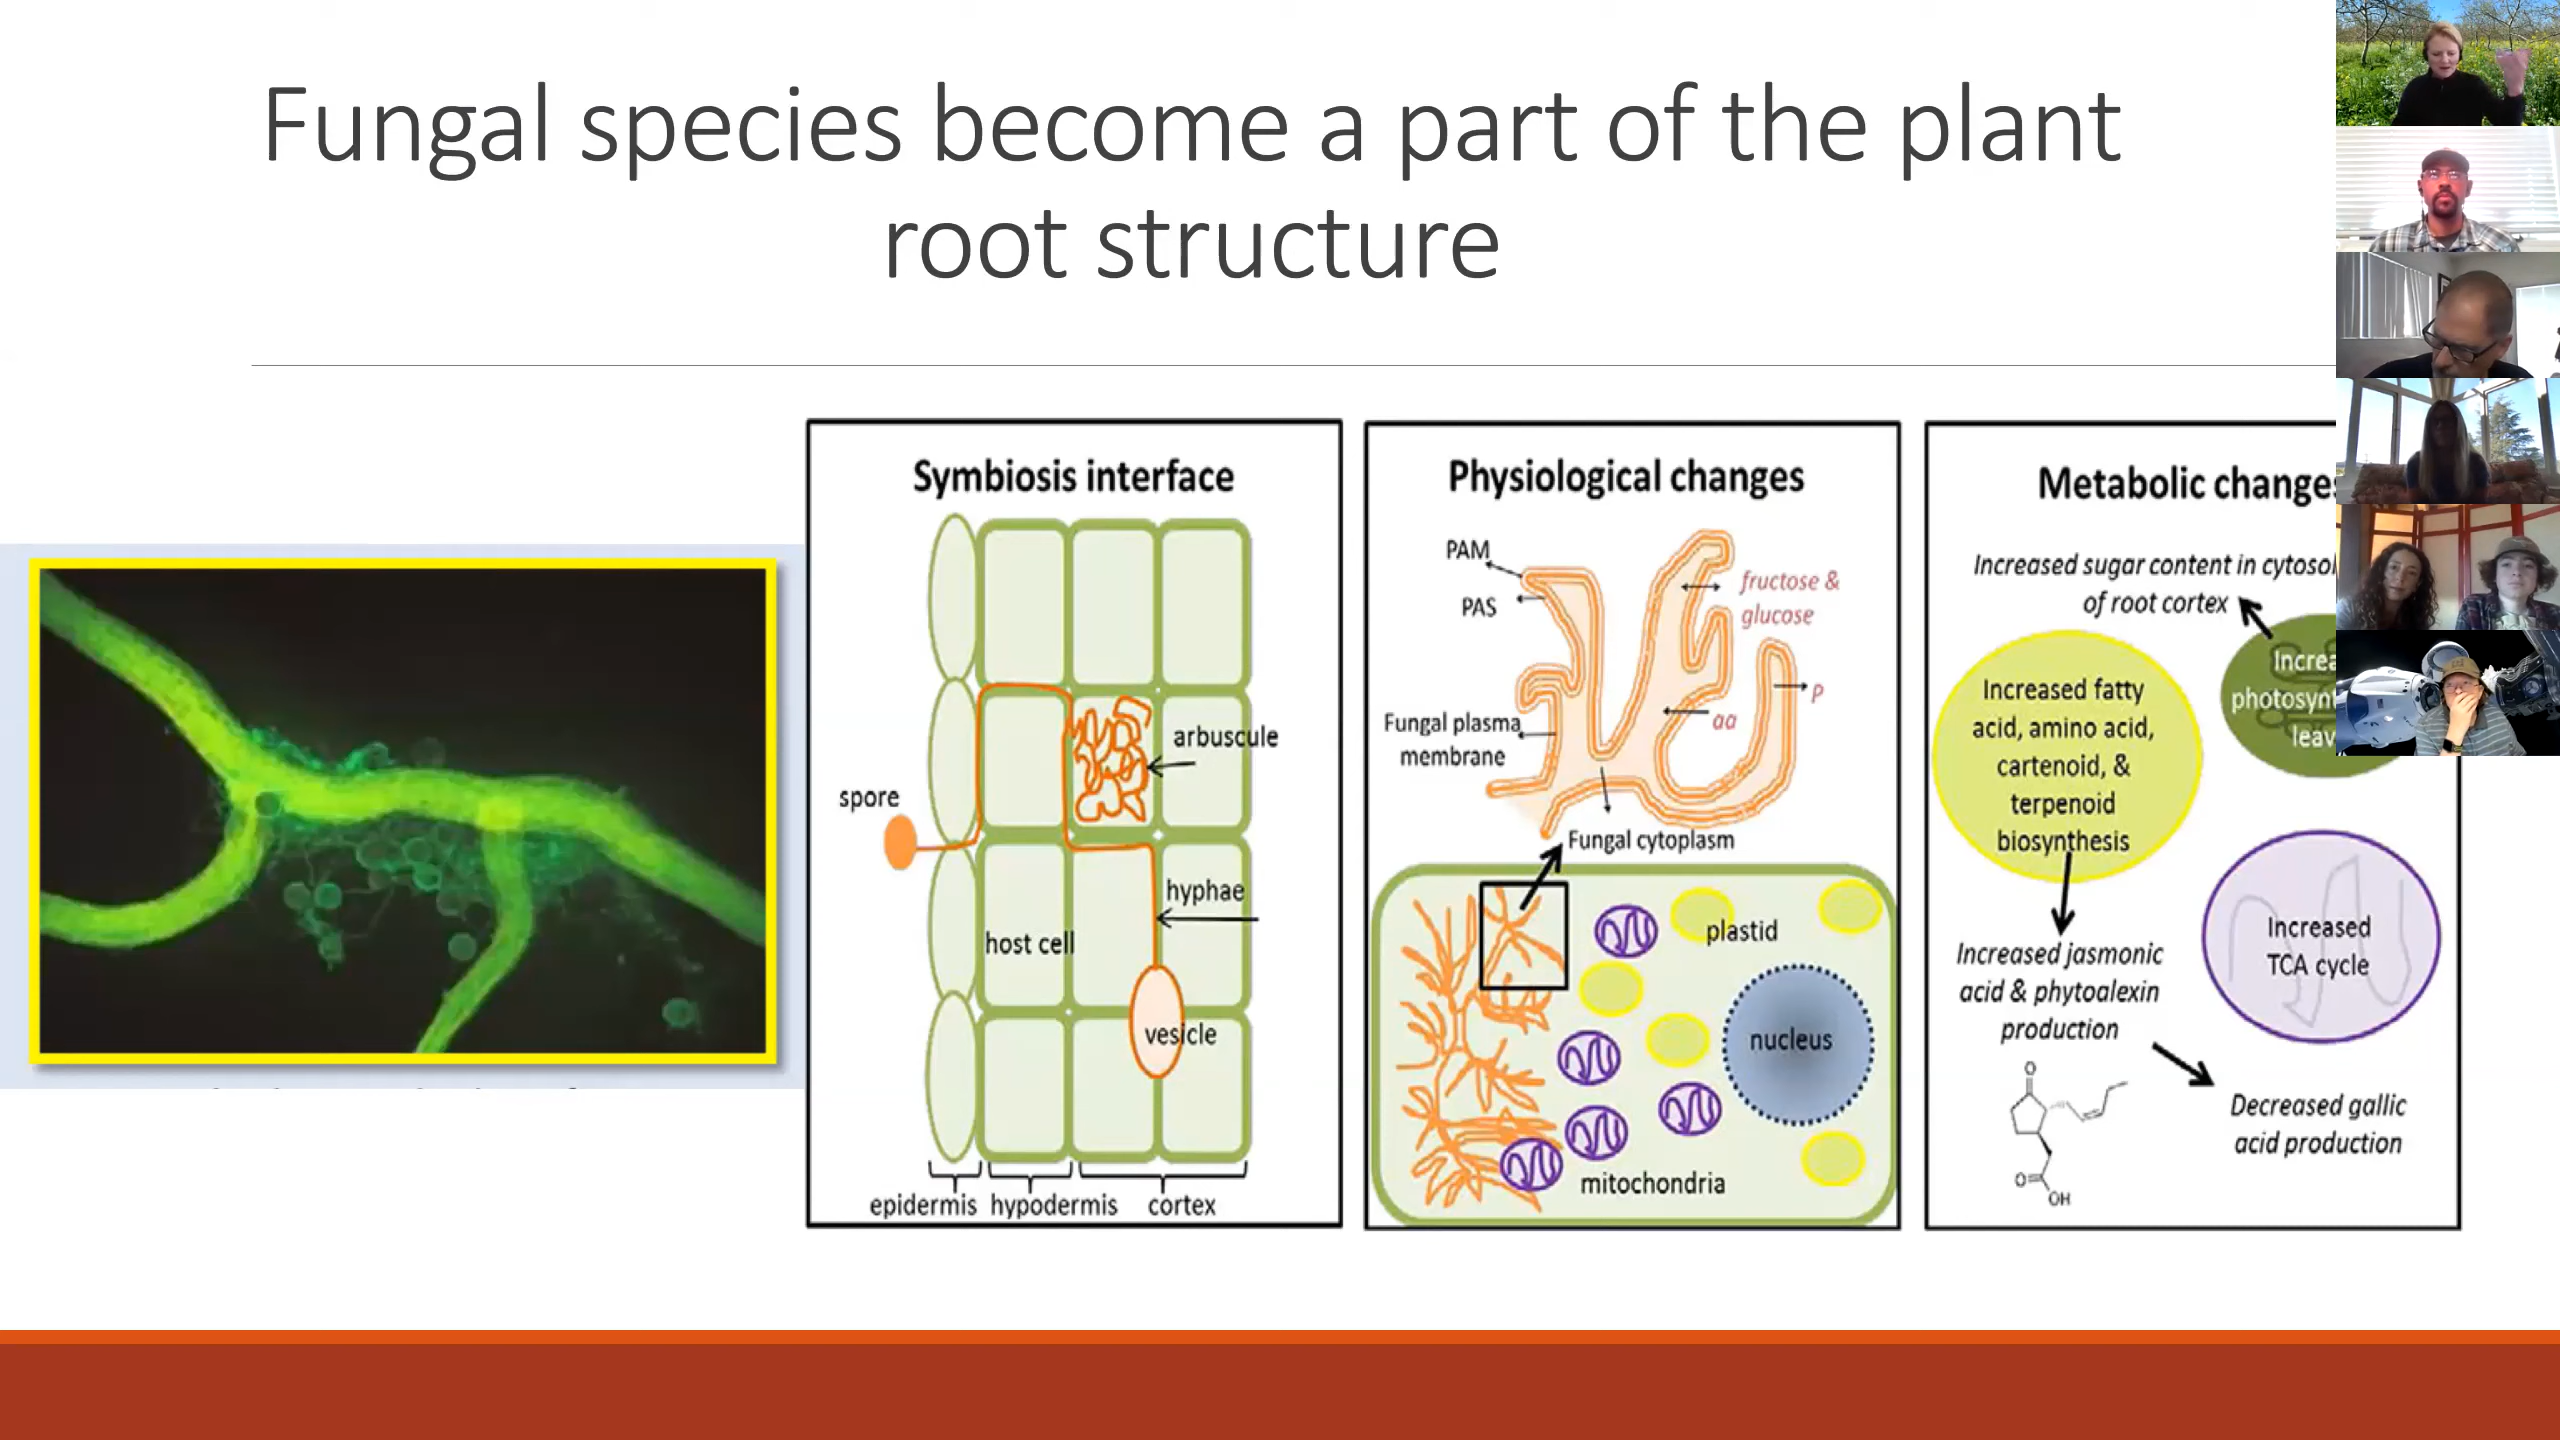 Fungal species become a part of the plant
root structure
Symbiosis interface
spore
arbuscule
hyphae
host cell
vesicle
epidermis hypodermis cortex
Physiological changes
PAM
PAS
fructose &
glucose
P
aa
Fungal plasma
membrane
Fungal cytoplasm
plastid
nucleus
mitochondria
Metabolic change
Increased sugar content in cytosol
of root cortex
Increased fatty
acid, amino acid,
cartenoid, &
terpenoid
biosynthesis
Increased
TCA cycle
Increased jasmonic
acid & phytoalexin
production
Decreased gallic
acid production
O
O
OH